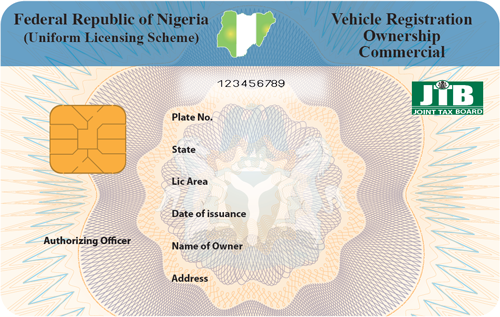 Federal Republic of Nigeria
(Uniform Licensing Scheme)
Vehicle Registration
Ownership
Commercial
123456789
JTB
JOINT TAX BOARD
Plate No.
State
Lic Area
Date of issuance
Authorizing Officer
Name of Owner
Address